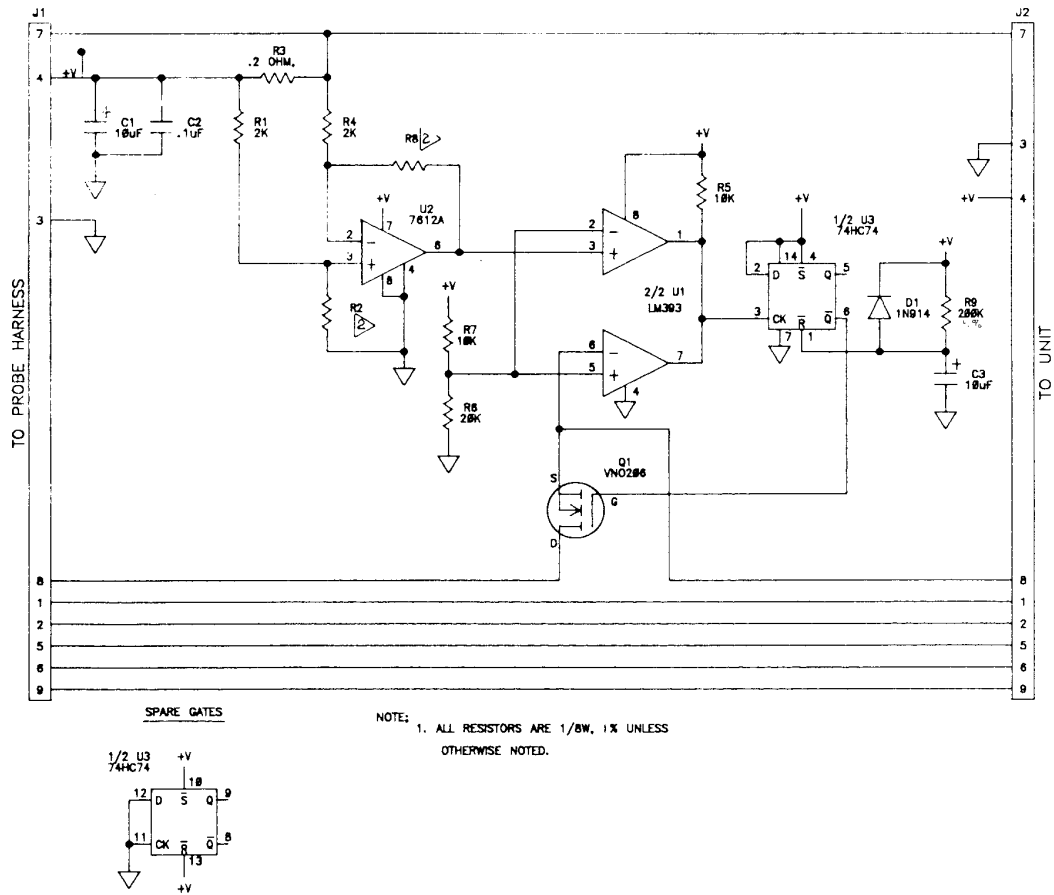 J1
J2
7
7
R3
.2 OHM.
4
+V
+
C1
10uF
C2
.1uF
R1
2K
R4
2K
R8
2
+V
R5
10K
3
+V
4
3
U2
7612A
+V
7
2
-
3
+
6
4
8
8
2
-
3
+
1
1/2 U3
74HC74
+V
14
4
2
D
S
Q
5
3
CK
R
Q
6
7
1
+V
D1
1N914
R9
200K
+
C3
10uF
R2
2
+V
R7
10K
R6
20K
2/2 U1
LM393
6
-
5
+
7
4
TO PROBE HARNESS
TO UNIT
Q1
VN0206
S
G
D
8
8
1
1
2
2
5
5
6
6
9
9
SPARE GATES
NOTE;
1. ALL RESISTORS ARE 1/8W, 1% UNLESS
OTHERWISE NOTED.
1/2 U3
74HC74
+V
10
12
D
S
Q
9
11
CK
R
Q
8
13
+V